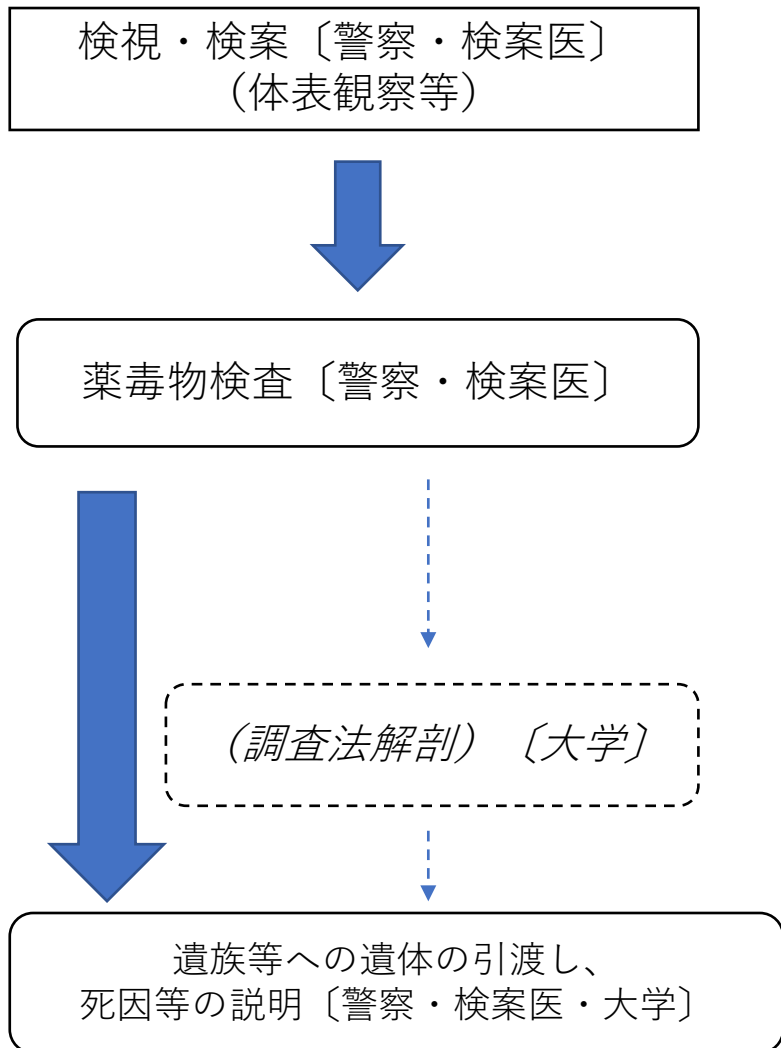 検視・検案〔警察・検案医〕
（体表観察等）
薬毒物検査〔警察・検案医〕
（調査法解剖）〔大学〕
遺族等への遺体の引渡し、
死因等の説明〔警察・検案医・大学〕